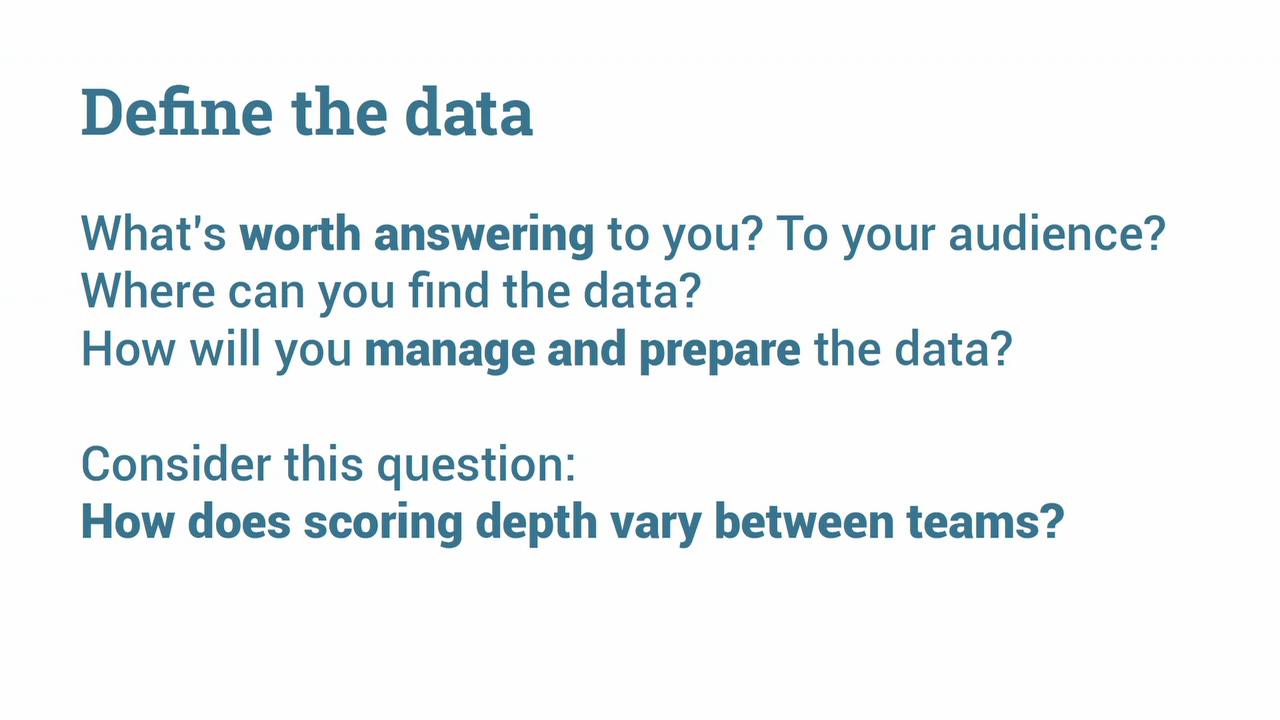 Define the data
What's worth answering to you? To your audience?
Where can you find the data?
How will you manage and prepare the data?
Consider this question:
How does scoring depth vary between teams?